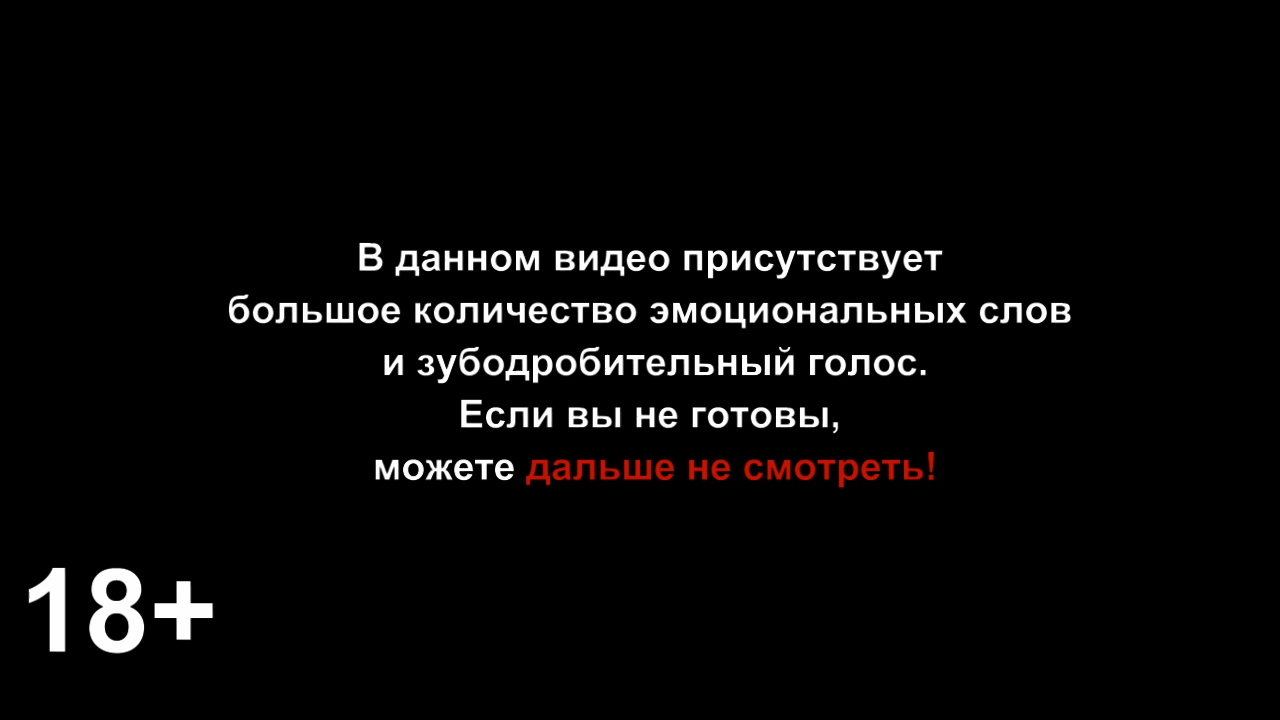 В данном видео присутствует
большое количество эмоциональных слов
и зубодробительный голос.
Если вы не готовы,
можете дальше не смотреть!
18+